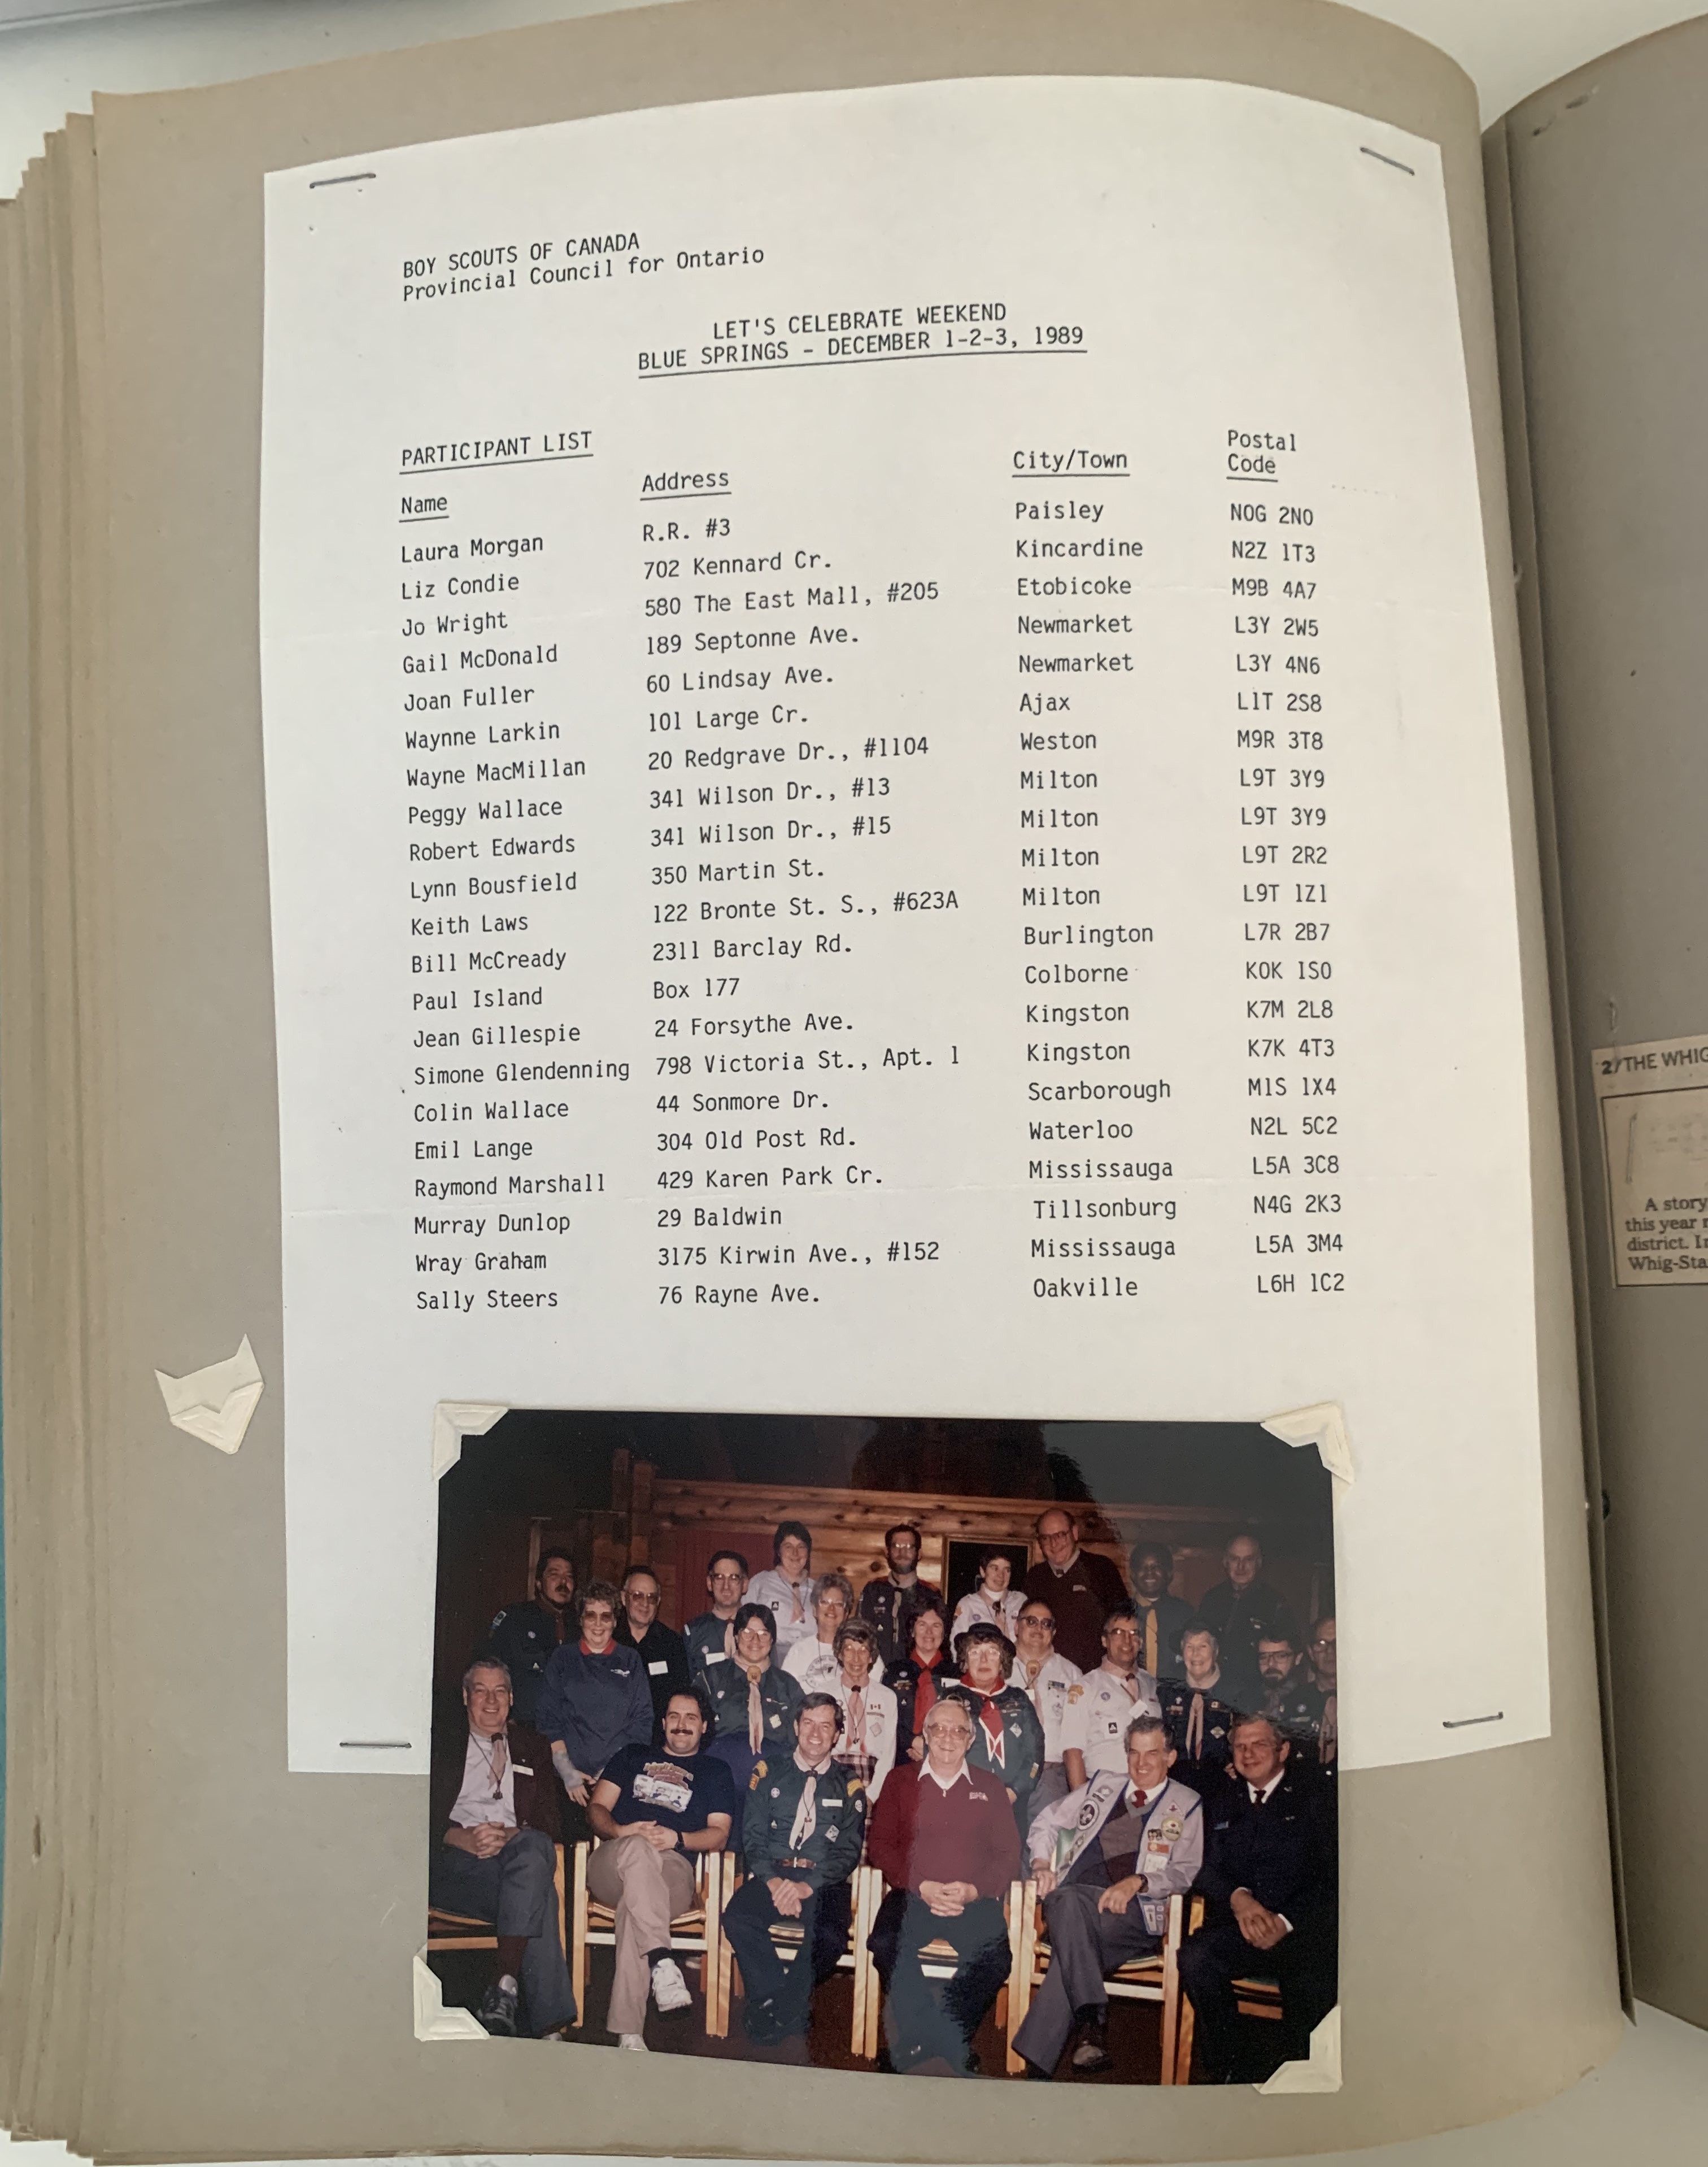 BOY SCOUTS OF CANADA
Provincial Council for Ontario
LET'S CELEBRATE WEEKEND
BLUE SPRINGS - DECEMBER 1-2-3, 1989
PARTICIPANT LIST
Name Address City/Town Postal Code
Laura Morgan R.R. #3 Paisley NOG 2NO
Liz Condie 702 Kennard Cr. Kincardine N2Z 1T3
Jo Wright 580 The East Mall, #205 Etobicoke M9B 4A7
Gail McDonald 189 Septonne Ave. Newmarket L3Y 2W5
Joan Fuller 60 Lindsay Ave. Newmarket L3Y 4N6
Waynne Larkin 101 Large Cr. Ajax L1T 2S8
Wayne MacMillan 20 Redgrave Dr., #1104 Weston M9R 3T8
Peggy Wallace 341 Wilson Dr., #13 Milton L9T 3Y9
Robert Edwards 341 Wilson Dr., #15 Milton L9T 3Y9
Lynn Bousfield 350 Martin St. Milton L9T 2R2
Keith Laws 122 Bronte St. S., #623A Milton L9T 1Z1
Bill McCready 2311 Barclay Rd. Burlington L7R 2B7
Paul Island Box 177 Colborne KOK 1SO
Jean Gillespie 24 Forsythe Ave. Kingston K7M 2L8
Simone Glendenning 798 Victoria St., Apt. 1 Kingston K7K 4T3
Colin Wallace 44 Sonmore Dr. Scarborough M1S 1X4
Emil Lange 304 Old Post Rd. Waterloo N2L 5C2
Raymond Marshall 429 Karen Park Cr. Mississauga L5A 3C8
Murray Dunlop 29 Baldwin Tillsonburg N4G 2K3
Wray Graham 3175 Kirwin Ave., #152 Mississauga L5A 3M4
Sally Steers 76 Rayne Ave. Oakville L6H 1C2
2/THE WHIG
A story
this year
district.
Whig-Sta